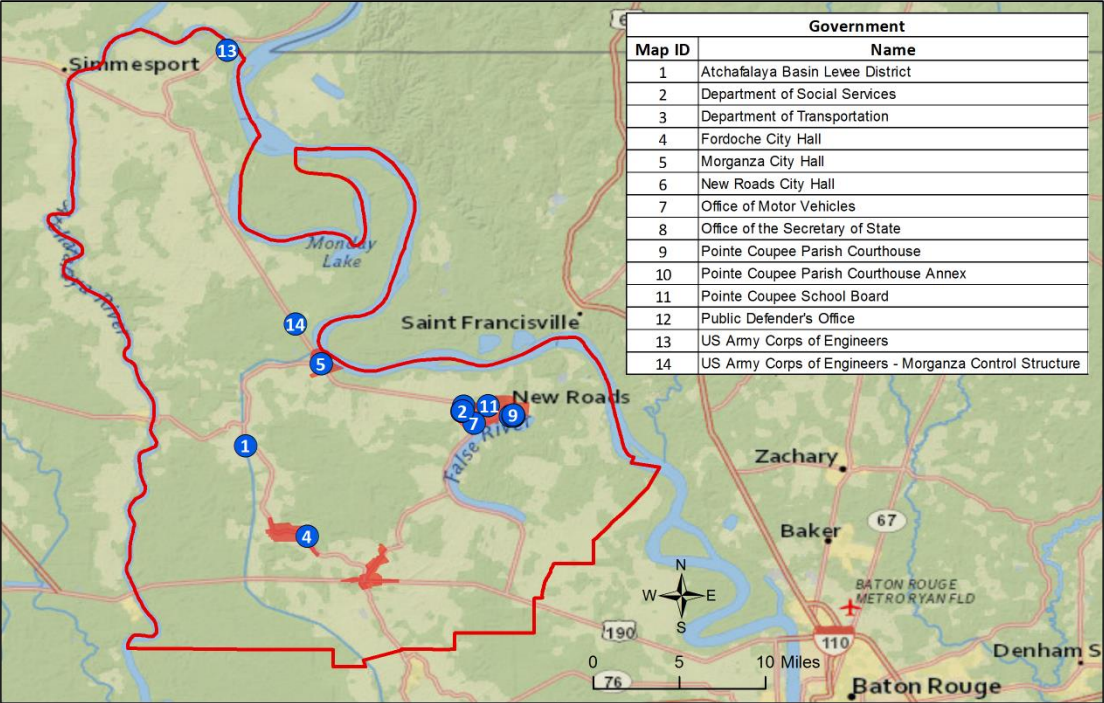 Government
Map ID Name
1 Atchafalaya Basin Levee District
2 Department of Social Services
3 Department of Transportation
4 Fordoche City Hall
5 Morganza City Hall
6 New Roads City Hall
7 Office of Motor Vehicles
8 Office of the Secretary of State
9 Pointe Coupee Parish Courthouse
10 Pointe Coupee Parish Courthouse Annex
11 Pointe Coupee School Board
12 Public Defender's Office
13 US Army Corps of Engineers
14 US Army Corps of Engineers - Morganza Control Structure
13
Simmesport
Atchafalaya River
Monday
Lake
14
Saint Francisville
5
2
11
New Roads
9
7
False River
1
Zachary
4
Baker
67
N
W E
S
BATON ROUGE
METRO RYAN FLD
190
110
0 5 10 Miles
76
Denham S
Baton Rouge